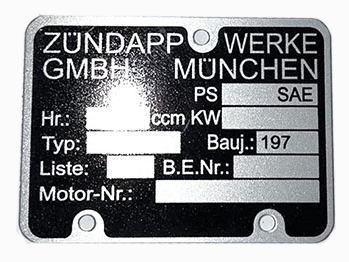 ZÜNDAPP WERKE
GMBH MÜNCHEN
PS SAE
Hr.: ccm KW
Typ: Bauj.: 197
Liste: B.E.Nr.:
Motor-Nr.: